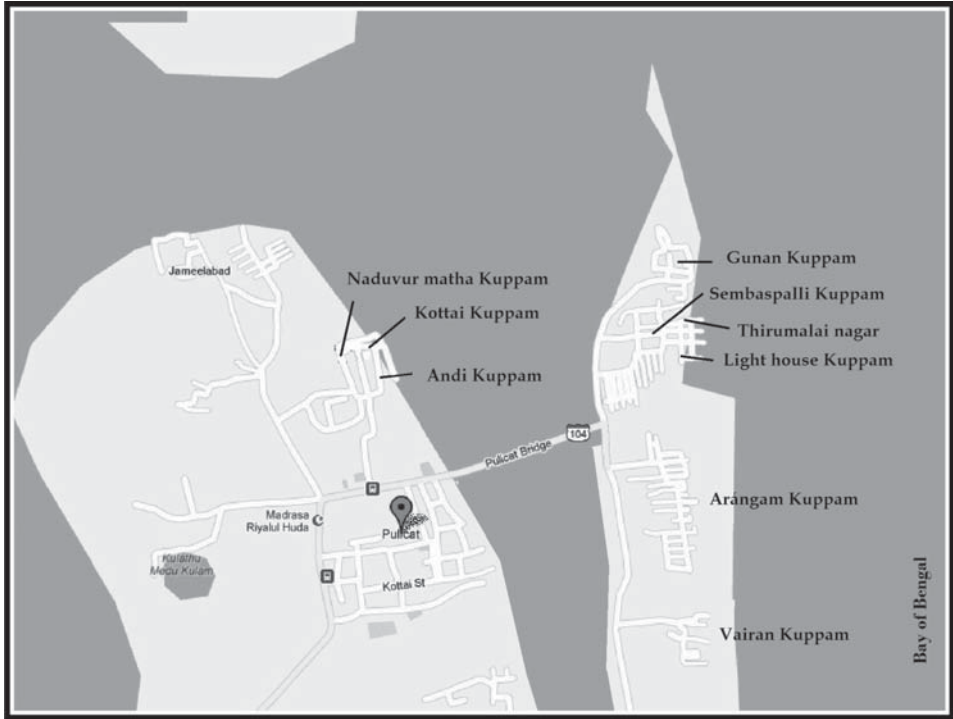 Gunan Kuppam
Jameelabad
Naduvur matha Kuppam
Sembaspalli Kuppam
Kottai Kuppam
Thirumalai nagar
Light house Kuppam
Andi Kuppam
104
Pulicat Bridge
Arangam Kuppam
Madrasa
Riyalul Huda
Pulicat
Kulathu
Medu Kulam
Kottai St
Vairan Kuppam
Bay of Bengal